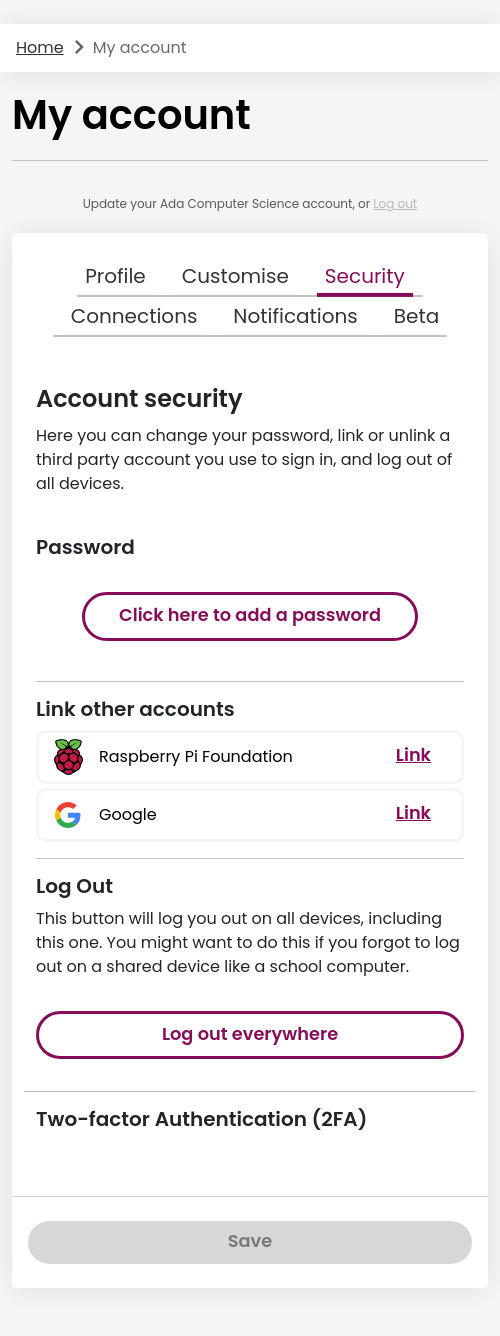 Home > My account
My account
Update your Ada Computer Science account, or Log out
Profile Customise Security
Connections Notifications Beta
Account security
Here you can change your password, link or unlink a
third party account you use to sign in, and log out of
all devices.
Password
Click here to add a password
Link other accounts
Raspberry Pi Foundation Link
Google Link
Log Out
This button will log you out on all devices, including
this one. You might want to do this if you forgot to log
out on a shared device like a school computer.
Log out everywhere
Two-factor Authentication (2FA)
Save